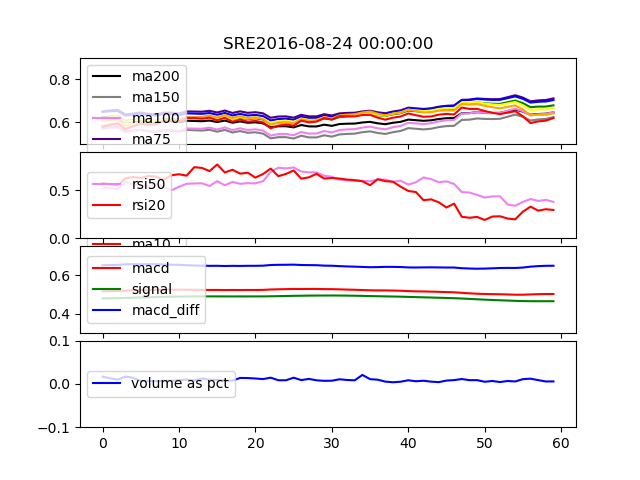 SRE2016-08-24 00:00:00
0.8
0.6
ma200
ma150
ma100
ma75
0.5
0.0
rsi50
rsi20
ma10
0.6
0.4
macd
signal
macd_diff
0.1
0.0
−0.1
volume as pct
0 10 20 30 40 50 60